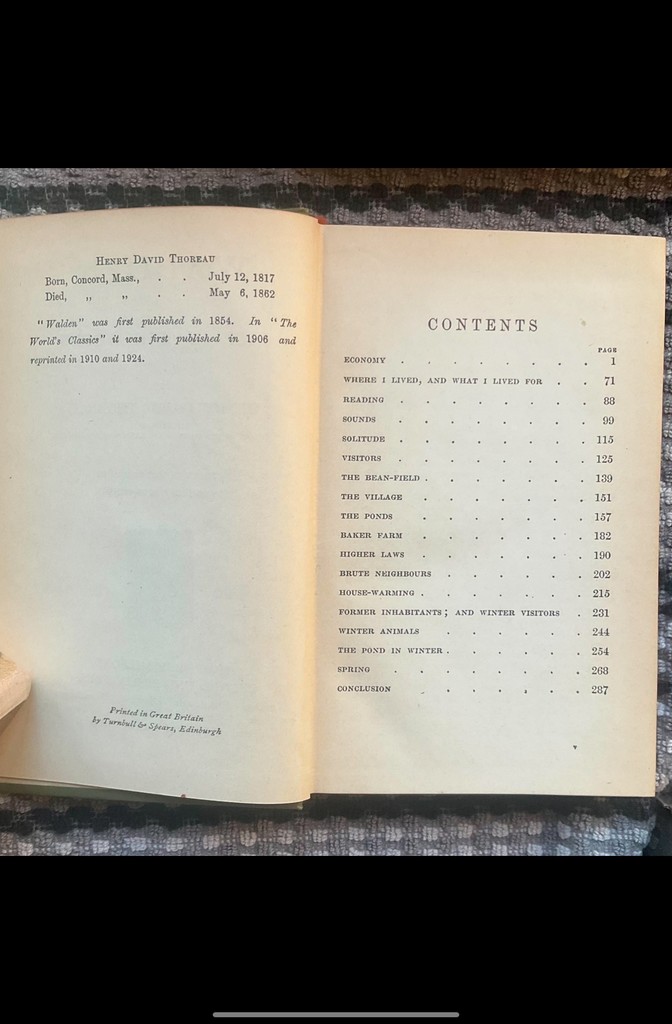 Henry David Thoreau
Born, Concord, Mass., . . July 12, 1817
Died, „ „ . . May 6, 1862
"Walden" was first published in 1854. In "The
World's Classics" it was first published in 1906 and
reprinted in 1910 and 1924.
Printed in Great Britain
by Turnbull & Spears, Edinburgh
CONTENTS
PAGE
ECONOMY . . . . . . . . . 1
WHERE I LIVED, AND WHAT I LIVED FOR . . 71
READING . . . . . . . . 88
SOUNDS . . . . . . . . 99
SOLITUDE . . . . . . . . 115
VISITORS . . . . . . . . 125
THE BEAN-FIELD . . . . . . . 139
THE VILLAGE . . . . . . . 151
THE PONDS . . . . . . . 157
BAKER FARM . . . . . . . 182
HIGHER LAWS . . . . . . . 190
BRUTE NEIGHBOURS . . . . . . 202
HOUSE-WARMING . . . . . . . 215
FORMER INHABITANTS; AND WINTER VISITORS . 231
WINTER ANIMALS . . . . . . 244
THE POND IN WINTER . . . . . . 254
SPRING . . . . . . . . 268
CONCLUSION . . . . . . . 287
v